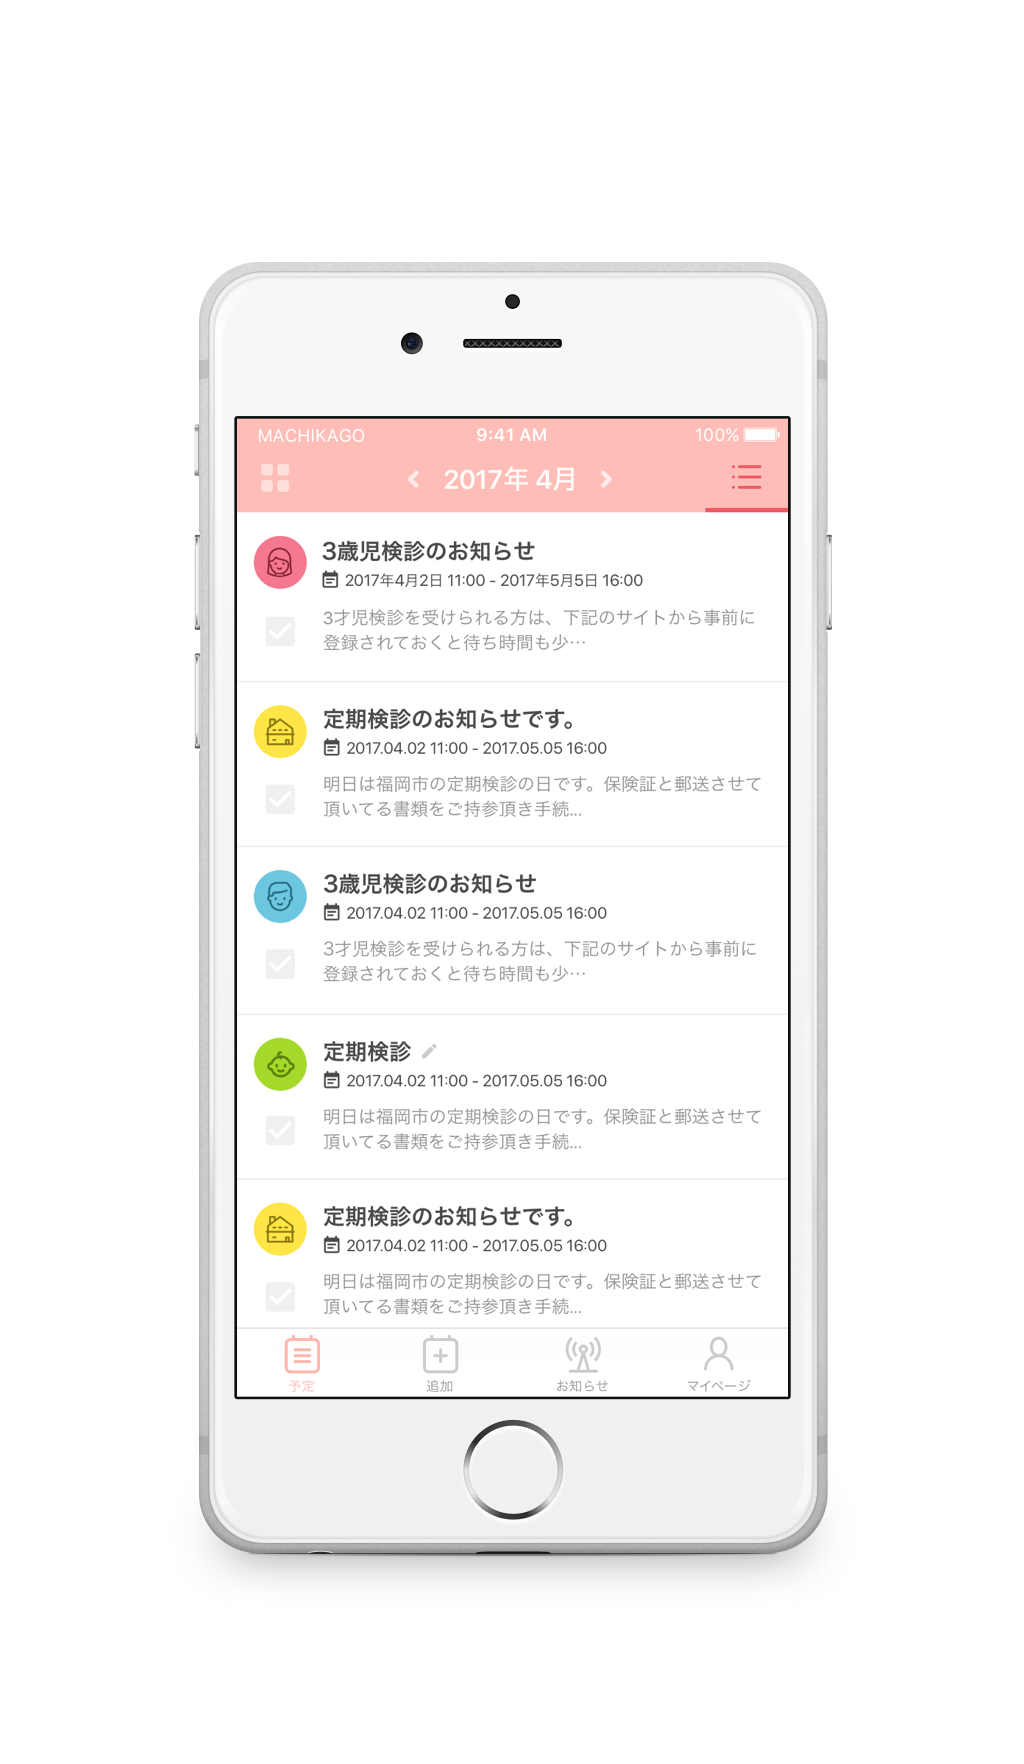 MACHIKAGO 9:41 AM 100%
2017年 4月
3歳児検診のお知らせ
2017年4月2日 11:00 - 2017年5月5日 16:00
3才児検診を受けられる方は、下記のサイトから事前に
登録されておくと待ち時間も少…
定期検診のお知らせです。
2017.04.02 11:00 - 2017.05.05 16:00
明日は福岡市の定期検診の日です。保険証と郵送させて
頂いてる書類をご持参頂き手続...
3歳児検診のお知らせ
2017.04.02 11:00 - 2017.05.05 16:00
3才児検診を受けられる方は、下記のサイトから事前に
登録されておくと待ち時間も少…
定期検診
2017.04.02 11:00 - 2017.05.05 16:00
明日は福岡市の定期検診の日です。保険証と郵送させて
頂いてる書類をご持参頂き手続...
定期検診のお知らせです。
2017.04.02 11:00 - 2017.05.05 16:00
明日は福岡市の定期検診の日です。保険証と郵送させて
頂いてる書類をご持参頂き手続...
予定 追加 お知らせ マイページ